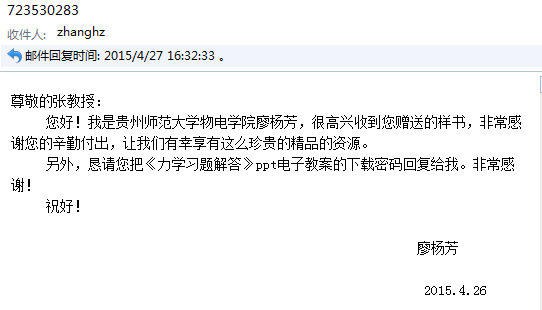 723530283
收件人: zhanghz
邮件回复时间: 2015/4/27 16:32:33 。
尊敬的张教授:
您好!我是贵州师范大学物电学院廖杨芳,很高兴收到您赠送的样书,非常感
谢您的辛勤付出,让我们有幸享有这么珍贵的精品的资源。
另外,恳请您把《力学习题解答》ppt电子教案的下载密码回复给我。非常感
谢!
祝好!
廖杨芳
2015.4.26